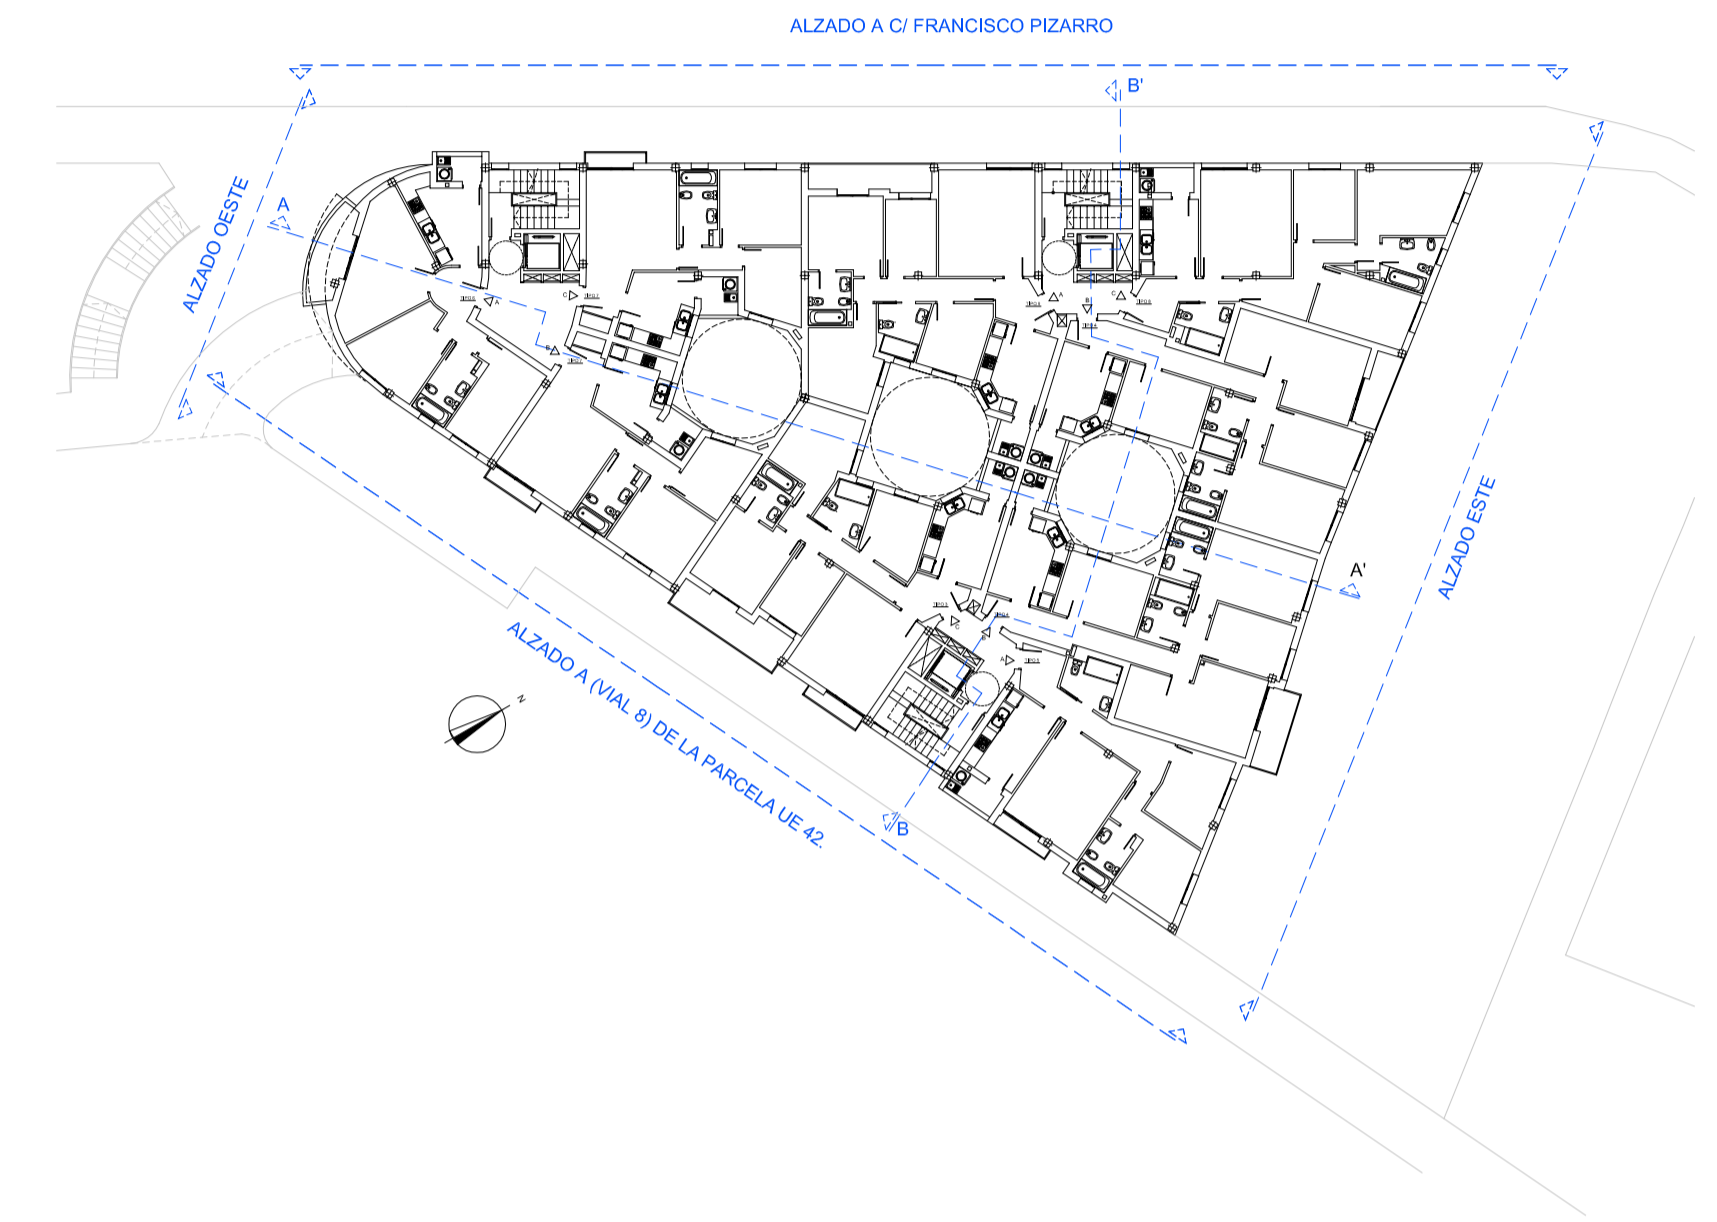 ALZADO A C/ FRANCISCO PIZARRO
B'
A
ALZADO OESTE
A
C
B
A
B
C
ALZADO ESTE
A'
C
B
A
N
ALZADO A (VIAL 8) DE LA PARCELA UE 42.
B